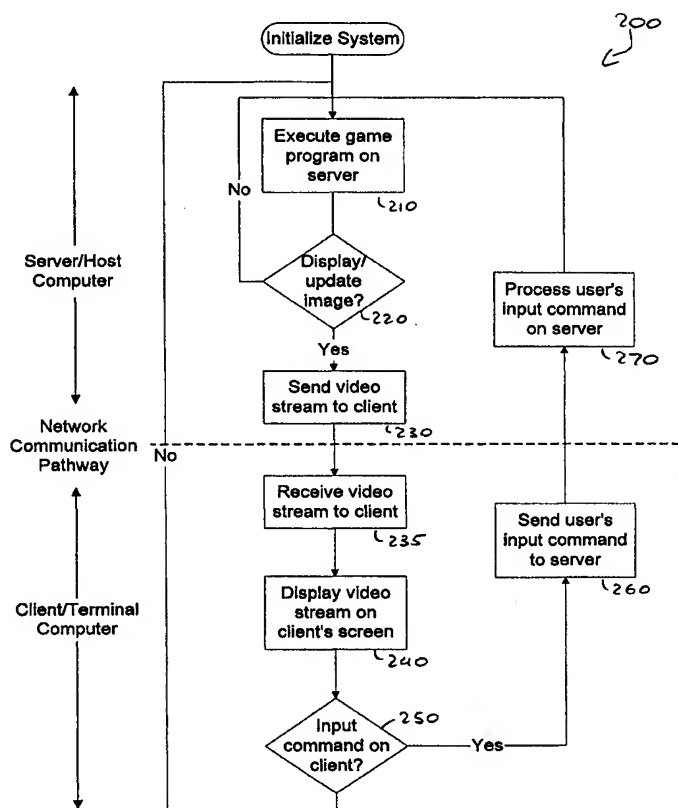 Initialize System
200
Execute game
program on
server
210
No
Display/
update
image?
220
Yes
Server/Host
Computer
Process user's
input command
on server
270
Send video
stream to client
230
Network
Communication
Pathway
No
Receive video
stream to client
235
Send user's
input command
to server
260
Client/Terminal
Computer
Display video
stream on
client's screen
240
Input
command on
client?
250
Yes